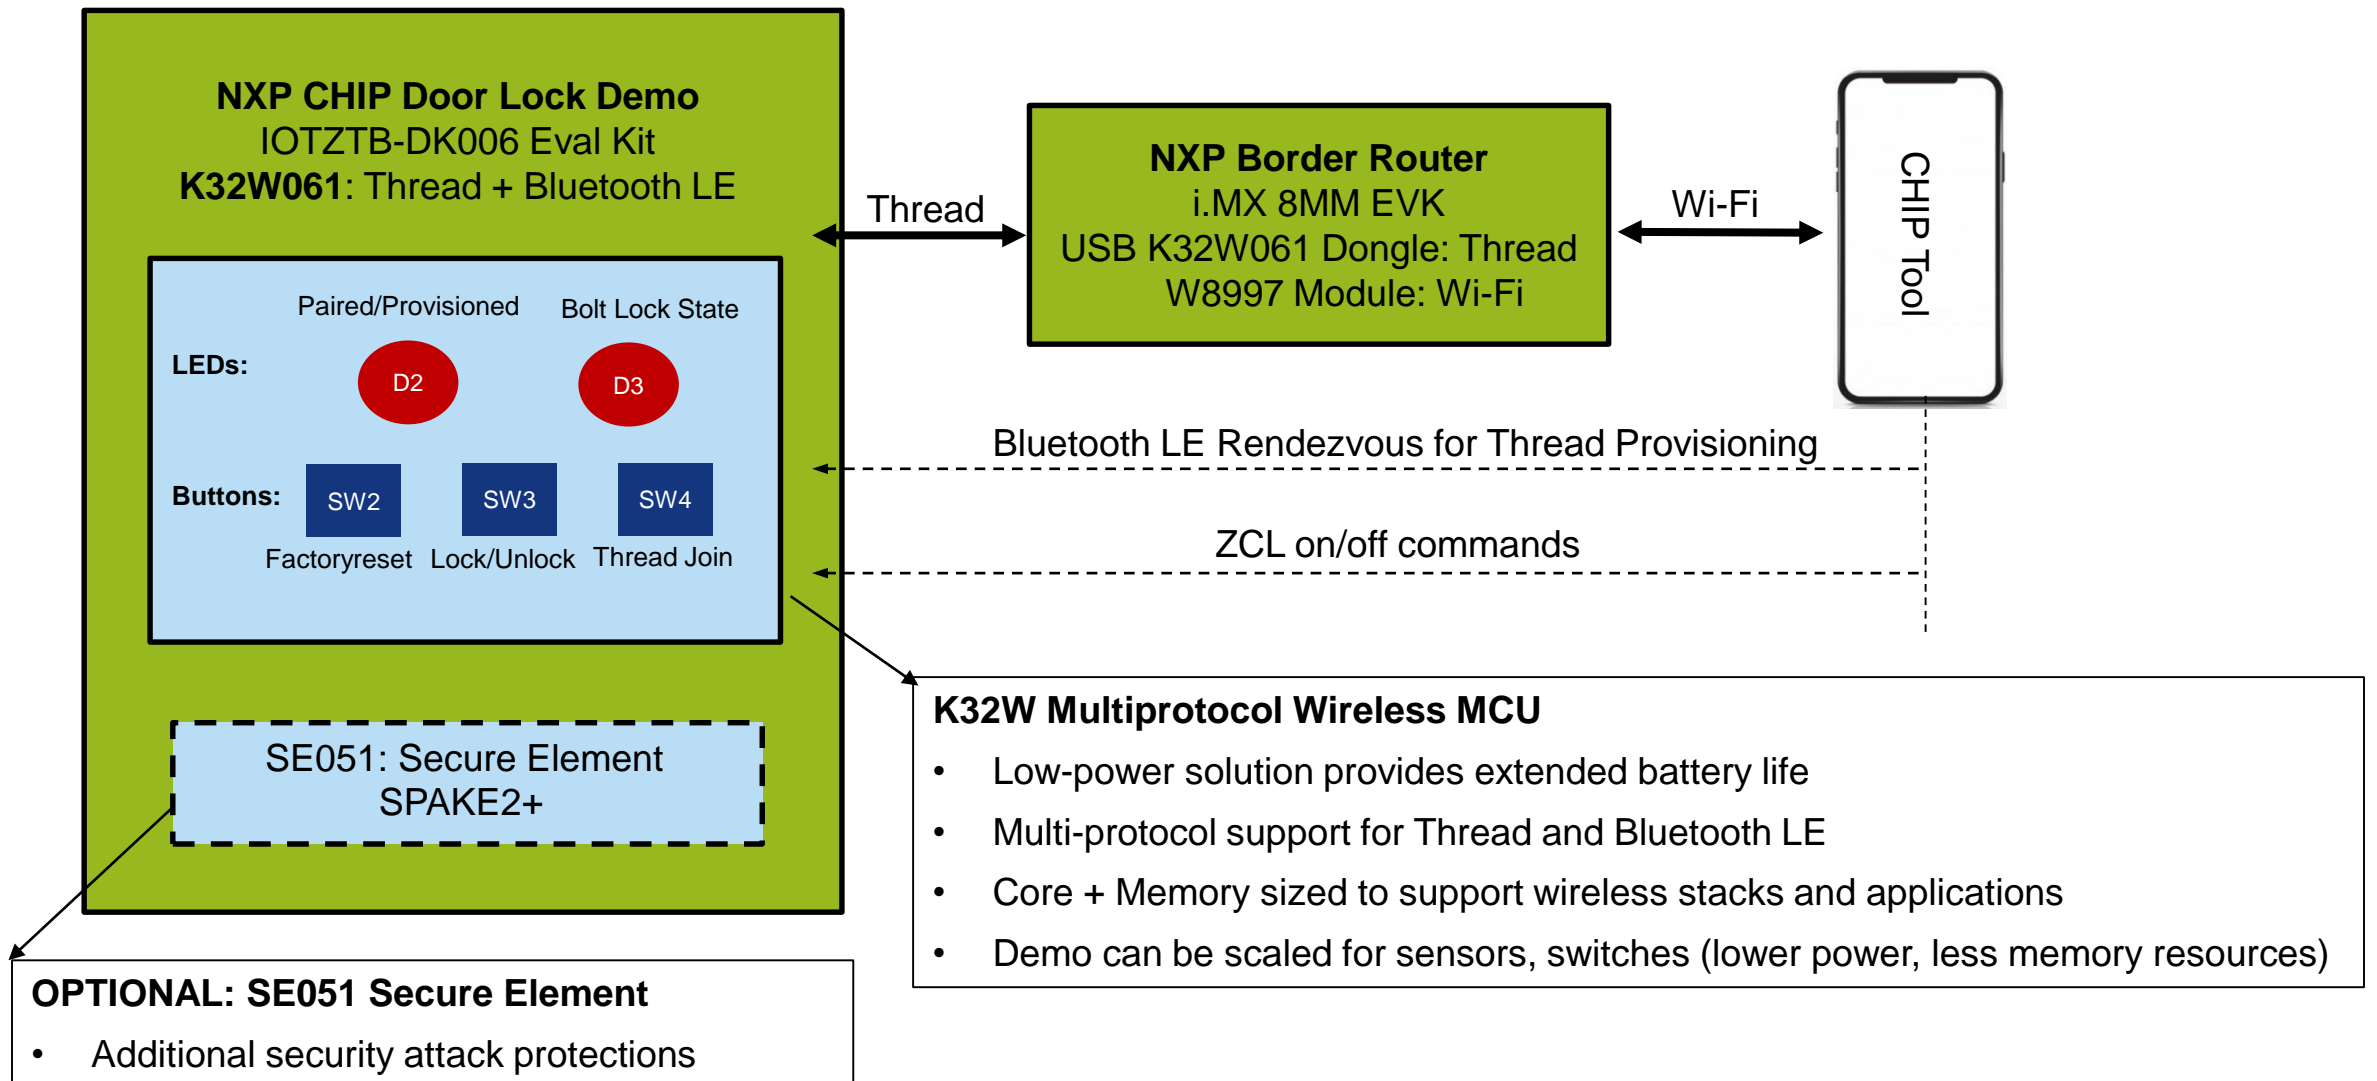 NXP CHIP Door Lock Demo
IOTZTB-DK006 Eval Kit
K32W061: Thread + Bluetooth LE
Paired/Provisioned
Bolt Lock State
LEDs:
D2
D3
Buttons:
SW2
SW3
SW4
Factoryreset
Lock/Unlock
Thread Join
SE051: Secure Element
SPAKE2+
Thread
NXP Border Router
i.MX 8MM EVK
USB K32W061 Dongle: Thread
W8997 Module: Wi-Fi
Wi-Fi
CHIP Tool
Bluetooth LE Rendezvous for Thread Provisioning
ZCL on/off commands
K32W Multiprotocol Wireless MCU
• Low-power solution provides extended battery life
• Multi-protocol support for Thread and Bluetooth LE
• Core + Memory sized to support wireless stacks and applications
• Demo can be scaled for sensors, switches (lower power, less memory resources)
OPTIONAL: SE051 Secure Element
• Additional security attack protections